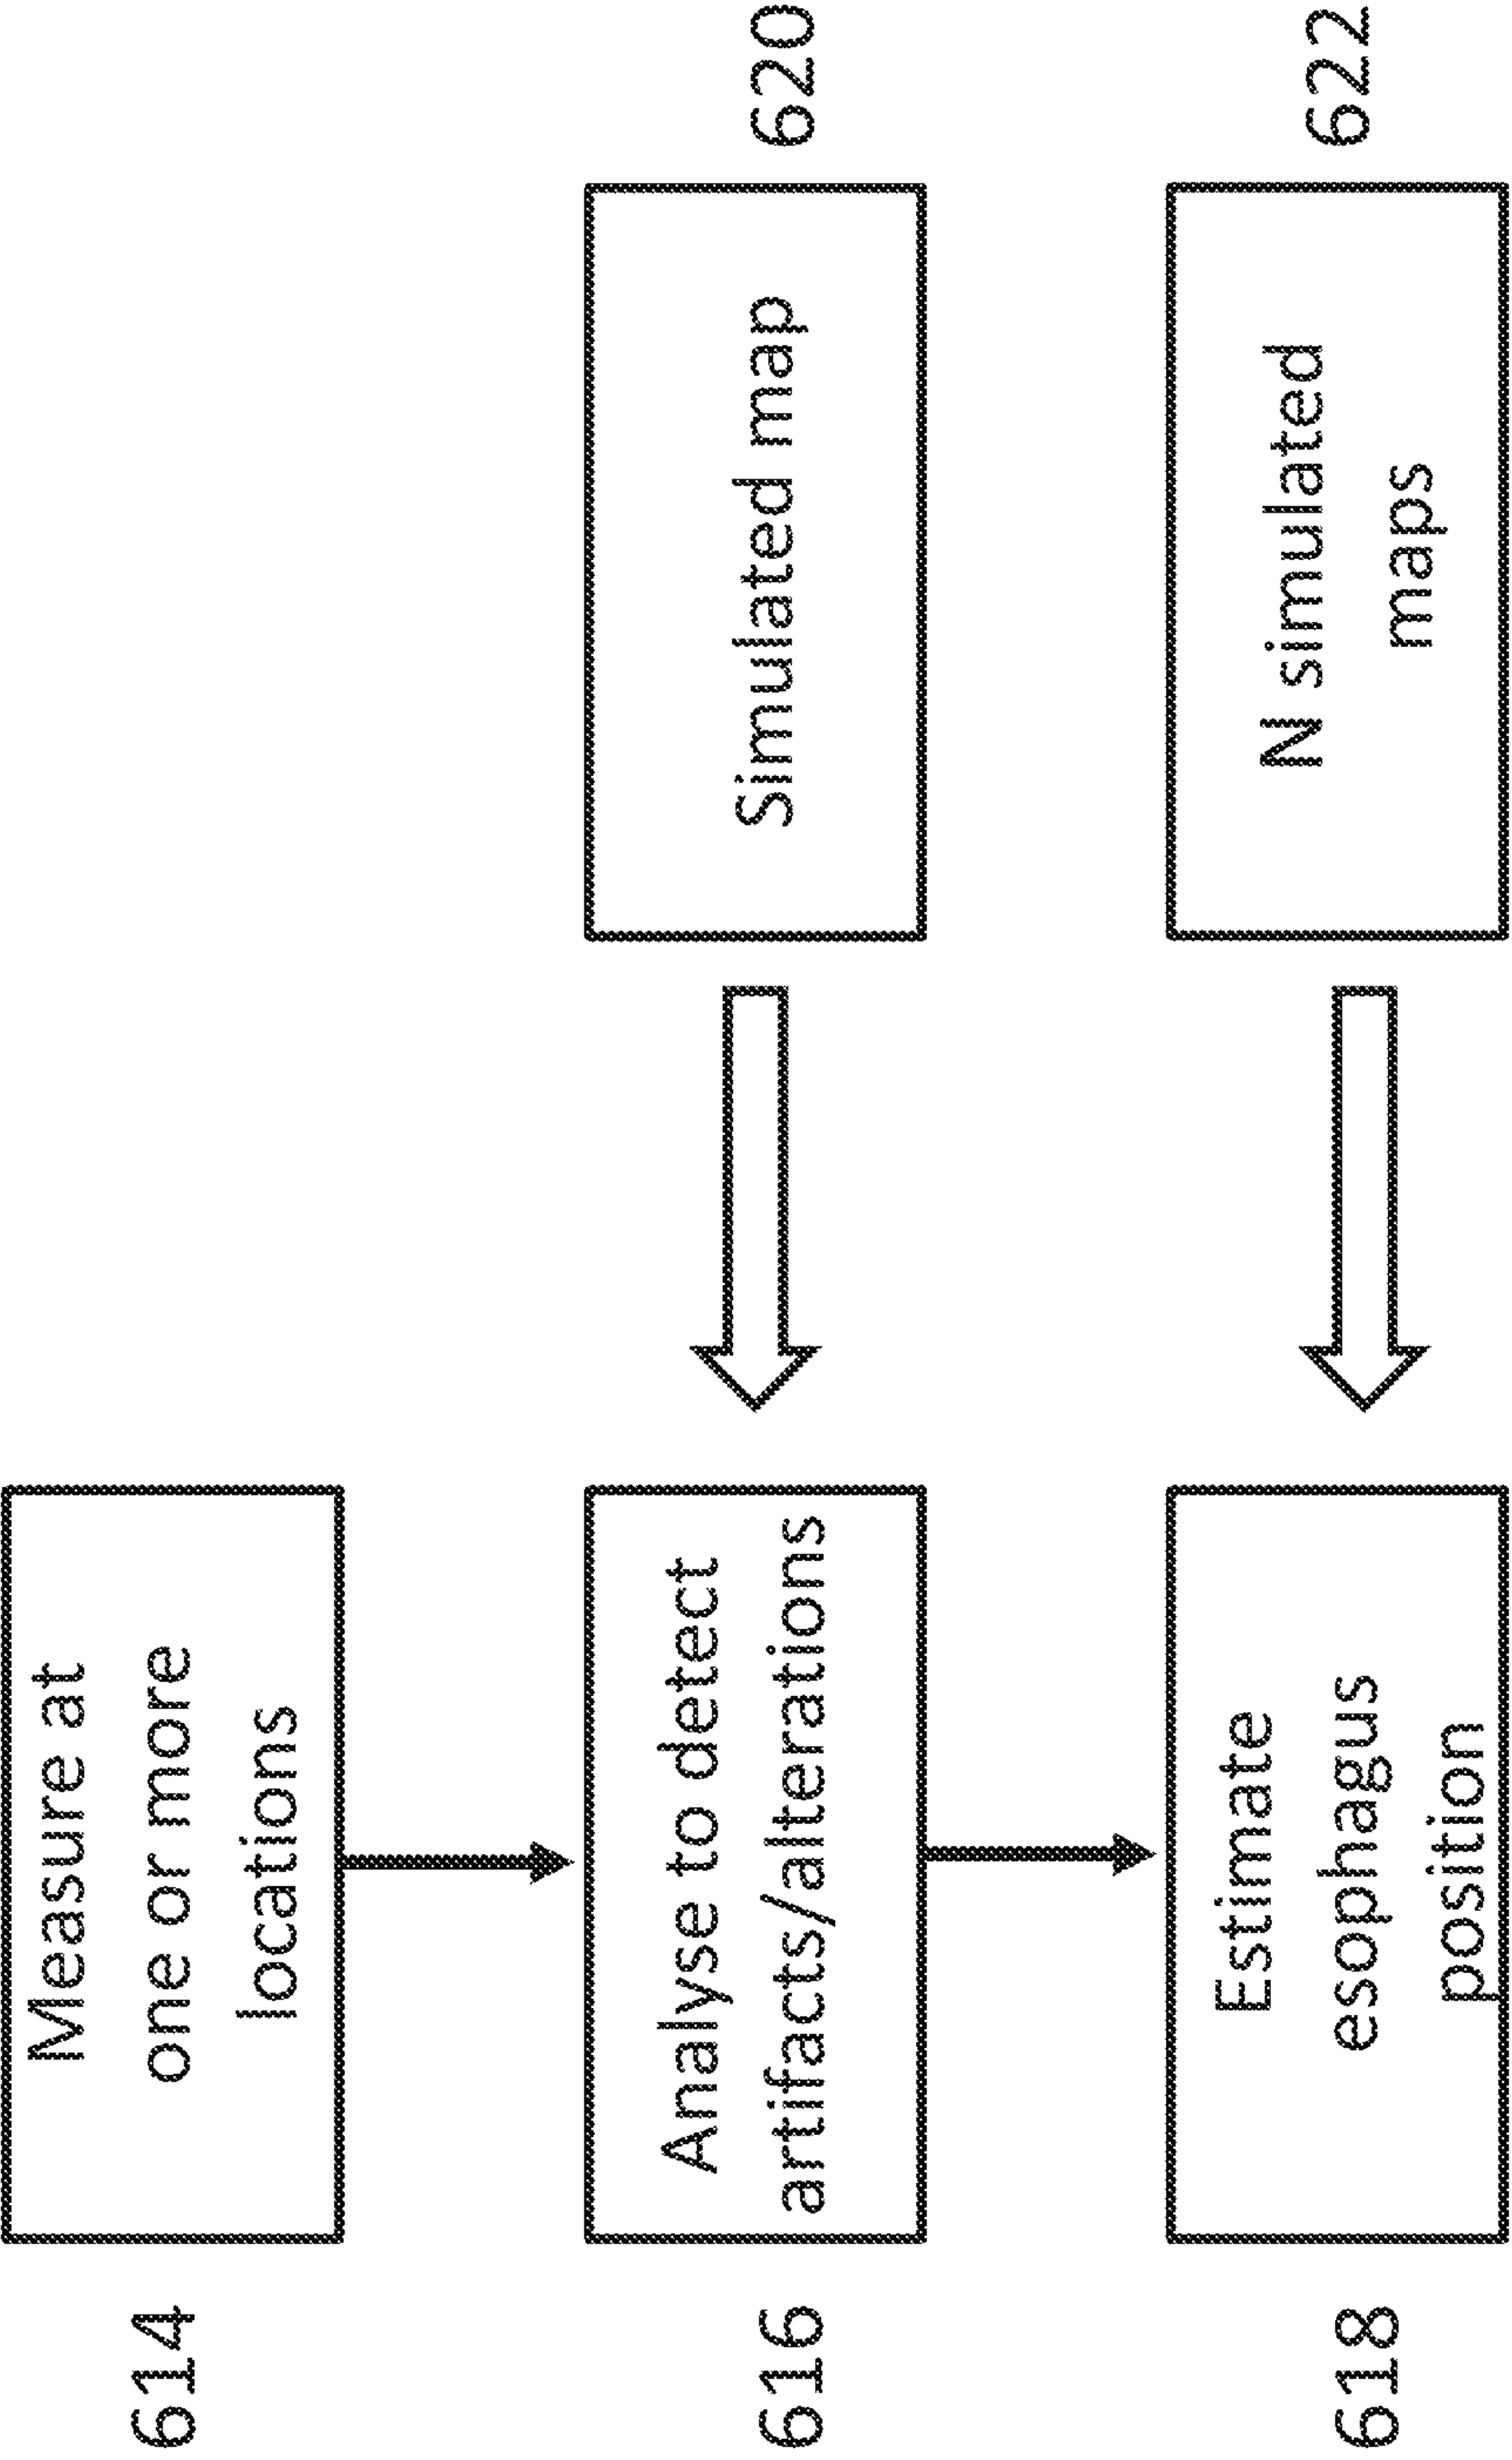 614
Measure at
one or more
locations
616
Analyse to detect
artifacts/alterations
Simulated map
620
618
Estimate
esophagus
position
N simulated
maps
622